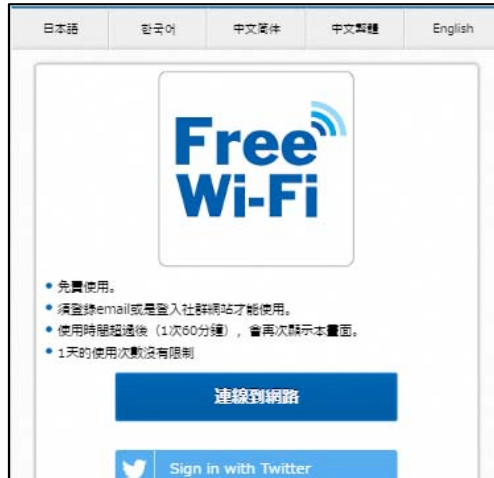 日本語 한국어 中文简体 中文繁體 English
Free
Wi-Fi
• 免費使用。
• 須登錄email或是登入社群網站才能使用。
• 使用時間超過後（1次60分鐘），會再次顯示本畫面。
• 1天的使用次數沒有限制
連線到網路
Sign in with Twitter